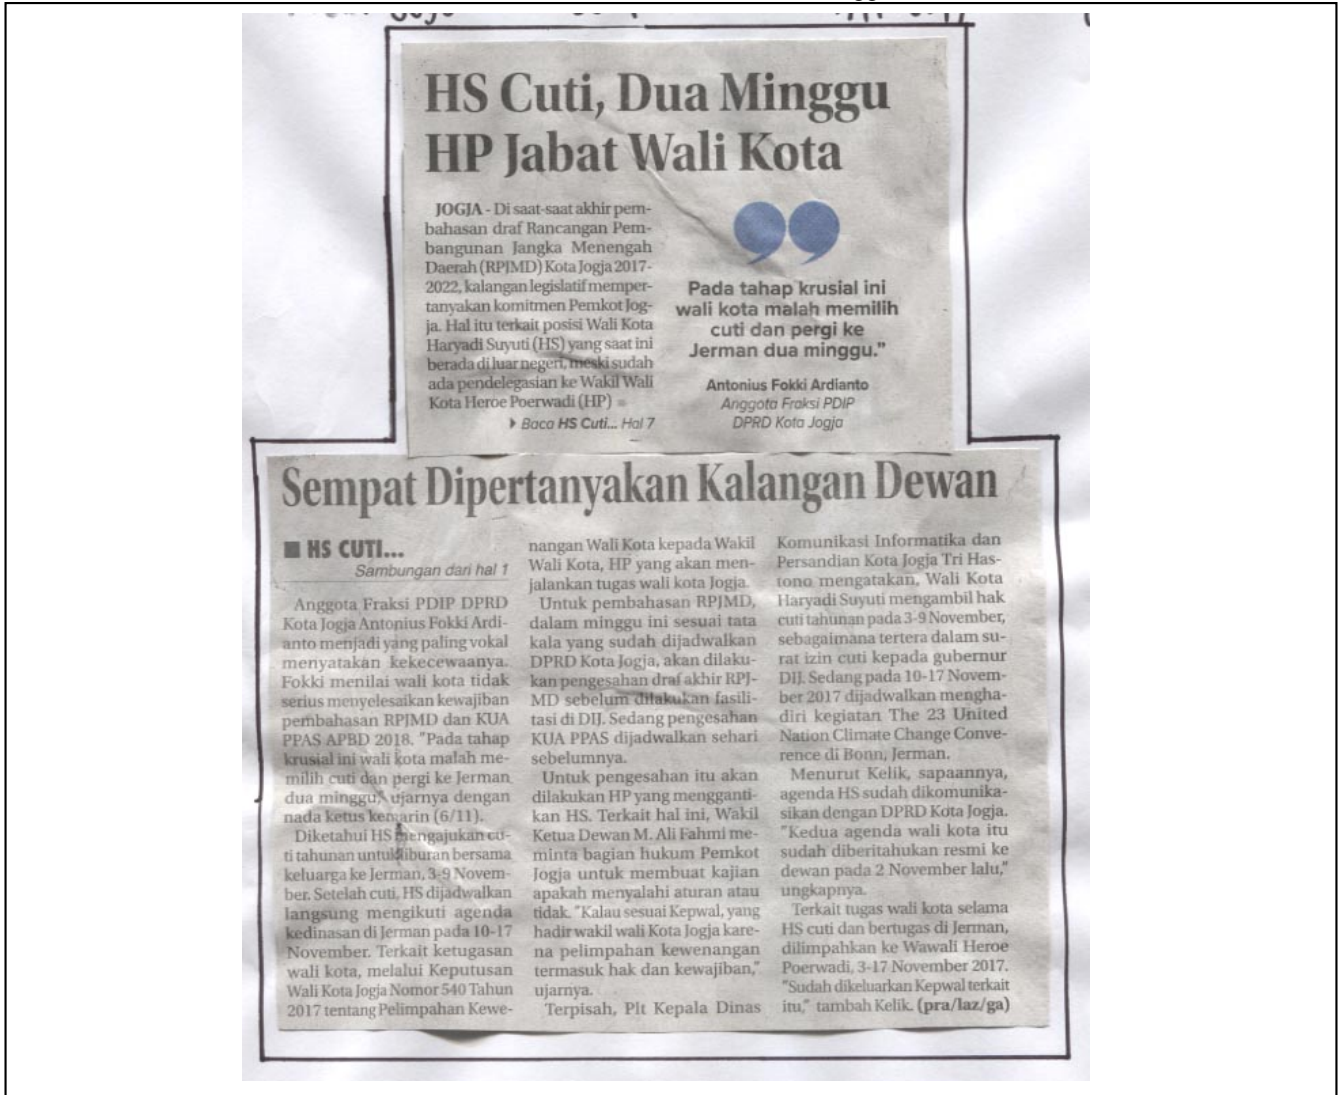 HS Cuti, Dua Minggu
HP Jabat Wali Kota
JOGJA - Di saat-saat akhir pem-
bahasan draf Rancangan Pem-
bangunan Jangka Menengah
Daerah (RPJMD) Kota Jogja 2017-
2022, kalangan legislatif memper-
tanyakan komitmen Pemkot Jog-
ja. Hal itu terkait posisi Wali Kota
Haryadi Suyuti (HS) yang saat ini
berada di luar negeri, meski sudah
ada pendelegasian ke Wakil Wali
Kota Heroe Poerwadi (HP)
Baca HS Cuti... Hal 7
Pada tahap krusial ini
wali kota malah memilih
cuti dan pergi ke
Jerman dua minggu."
Antonius Fokki Ardianto
Anggota Fraksi PDIP
DPRD Kota Jogja
Sempat Dipertanyakan Kalangan Dewan
HS CUTI...
Sambungan dari hal 1
Anggota Fraksi PDIP DPRD
Kota Jogja Antonius Fokki Ardi-
anto menjadi yang paling vokal
menyatakan kekecewaanya.
Fokki menilai wali kota tidak
serius menyelesaikan kewajiban
pembahasan RPJMD dan KUA
PPAS APBD 2018. "Pada tahap
krusial ini wali kota malah me-
milih cuti dan pergi ke Jerman
dua minggu," ujarnya dengan
nada ketus kemarin (6/11).
Diketahui HS mengajukan cu-
ti tahunan untuk liburan bersama
keluarga ke Jerman, 3-9 Novem-
ber. Setelah cuti, HS dijadwalkan
langsung mengikuti agenda
kedinasan di Jerman pada 10-17
November. Terkait ketugasan
wali kota, melalui Keputusan
Wali Kota Jogja Nomor 540 Tahun
2017 tentang Pelimpahan Kewe-
nangan Wali Kota kepada Wakil
Wali Kota, HP yang akan men-
jalankan tugas wali kota Jogja.
Untuk pembahasan RPJMD,
dalam minggu ini sesuai tata
kala yang sudah dijadwalkan
DPRD Kota Jogja, akan dilaku-
kan pengesahan draf akhir RPJ-
MD sebelum dilakukan fasili-
tasi di DIJ. Sedang pengesahan
KUA PPAS dijadwalkan sehari
sebelumnya.
Untuk pengesahan itu akan
dilakukan HP yang mengganti-
kan HS. Terkait hal ini, Wakil
Ketua Dewan M. Ali Fahmi me-
minta bagian hukum Pemkot
Jogja untuk membuat kajian
apakah menyalahi aturan atau
tidak. "Kalau sesuai Kepwal, yang
hadir wakil wali Kota Jogja kare-
na pelimpahan kewenangan
termasuk hak dan kewajiban,"
ujarnya.
Terpisah, Plt Kepala Dinas
Komunikasi Informatika dan
Persandian Kota Jogja Tri Has-
tono mengatakan, Wali Kota
Haryadi Suyuti mengambil hak
cuti tahunan pada 3-9 November,
sebagaimana tertera dalam su-
rat izin cuti kepada gubernur
DIJ. Sedang pada 10-17 Novem-
ber 2017 dijadwalkan mengha-
diri kegiatan The 23 United
Nation Climate Change Conve-
rence di Bonn, Jerman.
Menurut Kelik, sapaannya,
agenda HS sudah dikomunika-
sikan dengan DPRD Kota Jogja.
"Kedua agenda wali kota itu
sudah diberitahukan resmi ke
dewan pada 2 November lalu,"
ungkapnya.
Terkait tugas wali kota selama
HS cuti dan bertugas di Jerman,
dilimpahkan ke Wawali Heroe
Poerwadi, 3-17 November 2017.
"Sudah dikeluarkan Kepwal terkait
itu," tambah Kelik. (pra/laz/ga)